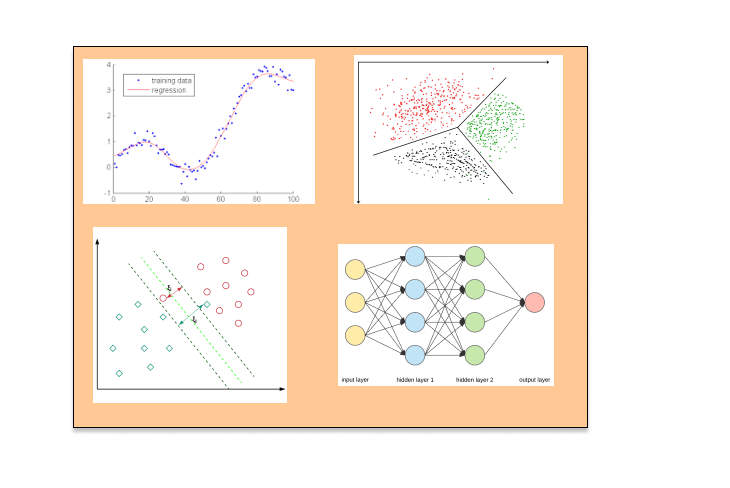 4
training data
regression
3
2
1
0
-1
0
20
40
60
80
100
input layer
hidden layer 1
hidden layer 2
output layer